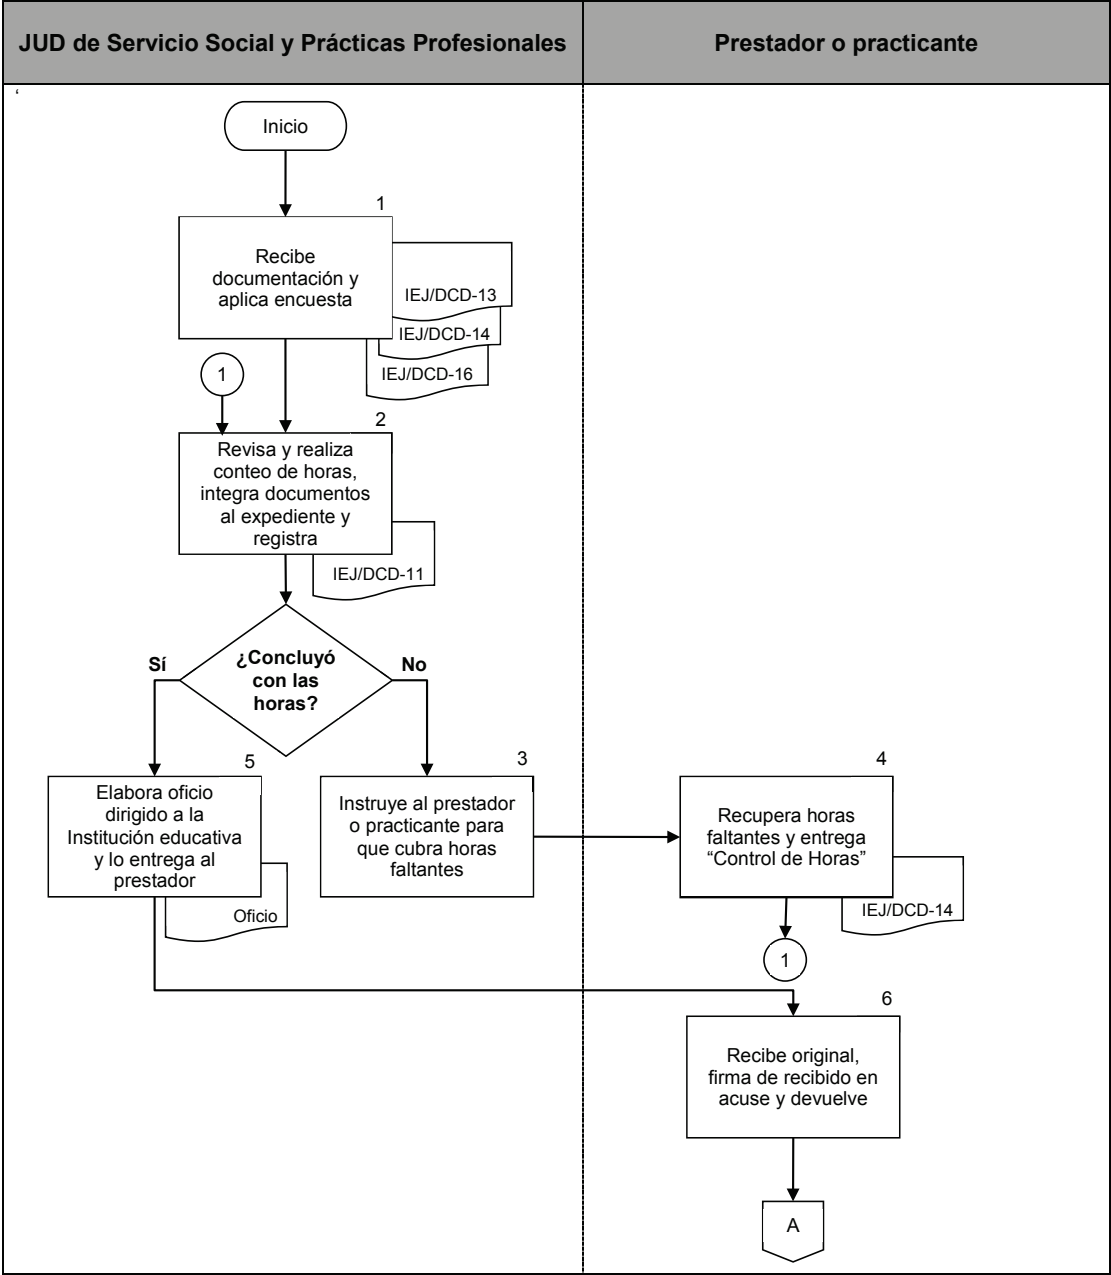 JUD de Servicio Social y Prácticas Profesionales
Prestador o practicante
‘
Inicio
1
Recibe
documentación y
aplica encuesta
IEJ/DCD-13
IEJ/DCD-14
IEJ/DCD-16
1
2
Revisa y realiza
conteo de horas,
integra documentos
al expediente y
registra
IEJ/DCD-11
¿Concluyó
con las
horas?
Sí
No
5
Elabora oficio
dirigido a la
Institución educativa
y lo entrega al
prestador
Oficio
3
Instruye al prestador
o practicante para
que cubra horas
faltantes
4
Recupera horas
faltantes y entrega
“Control de Horas”
IEJ/DCD-14
1
6
Recibe original,
firma de recibido en
acuse y devuelve
A